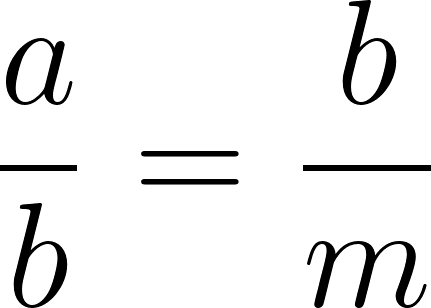 a/b = b/m